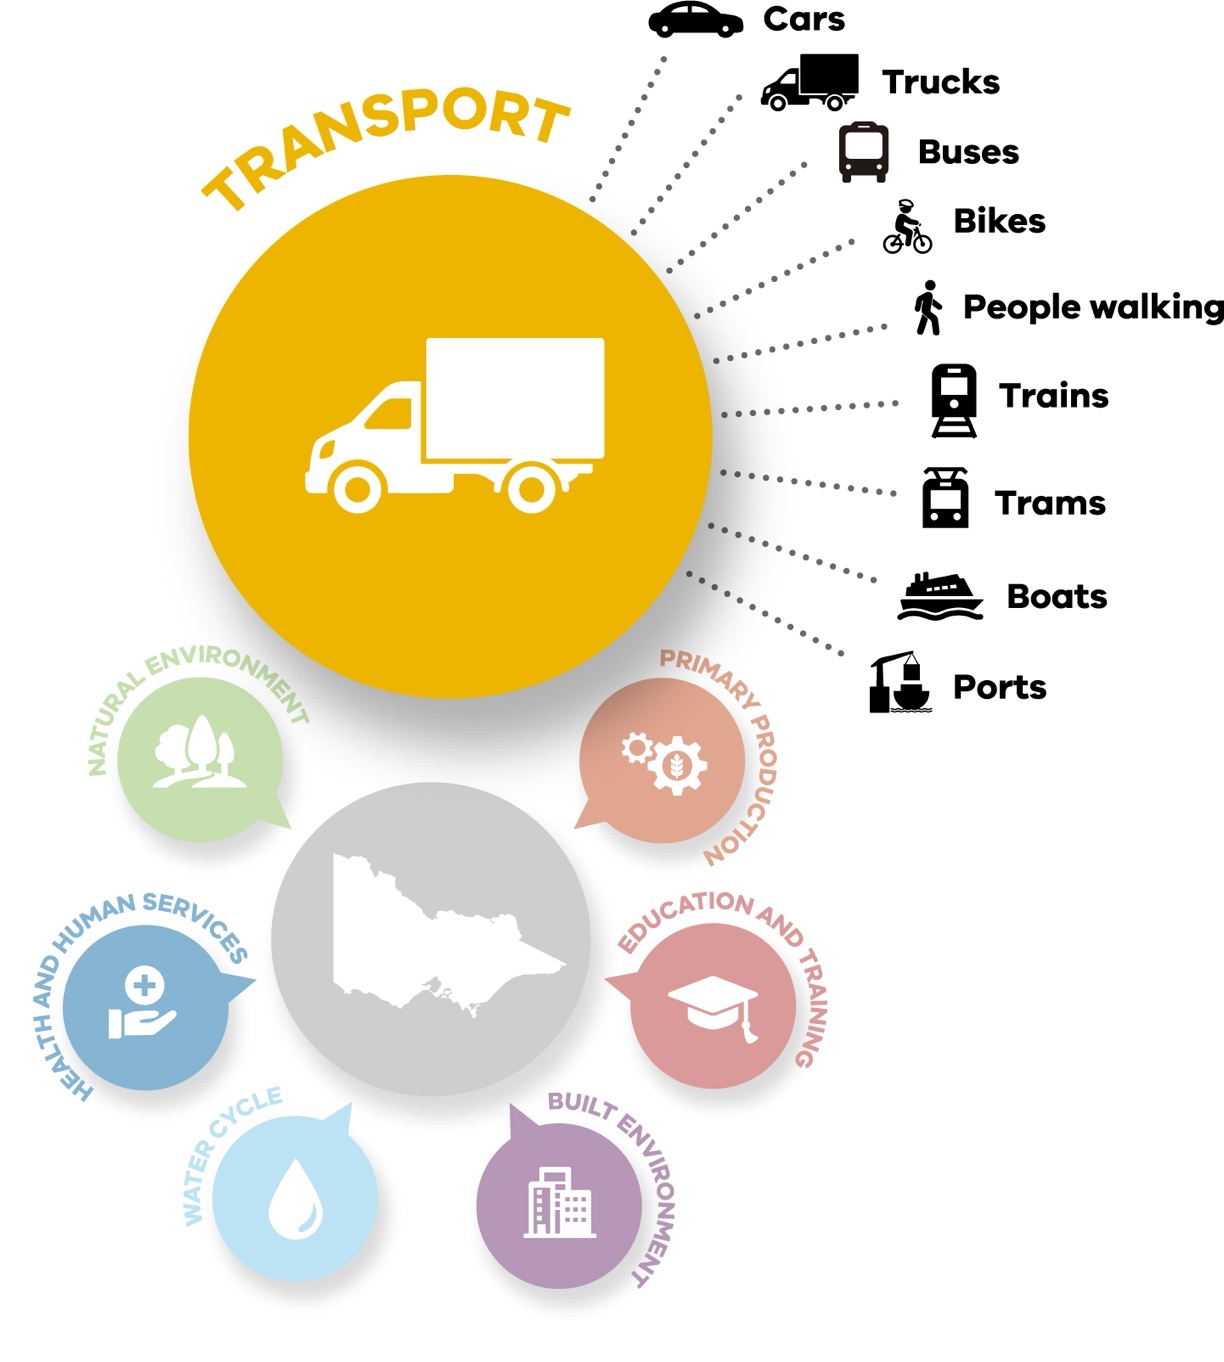 TRANSPORT
Cars
Trucks
Buses
Bikes
People walking
Trains
Trams
Boats
Ports
NATURAL ENVIRONMENT
PRIMARY PRODUCTION
HEALTH AND HUMAN SERVICES
EDUCATION AND TRAINING
WATER CYCLE
BUILT ENVIRONMENT